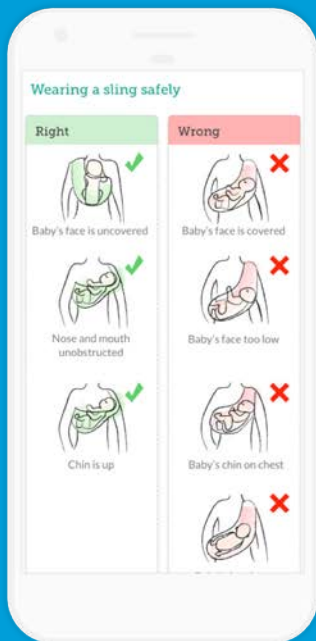 Wearing a sling safely
Right
Wrong
Baby's face is uncovered
Baby's face is covered
Nose and mouth
unobstructed
Baby's face too low
Chin is up
Baby's chin on chest